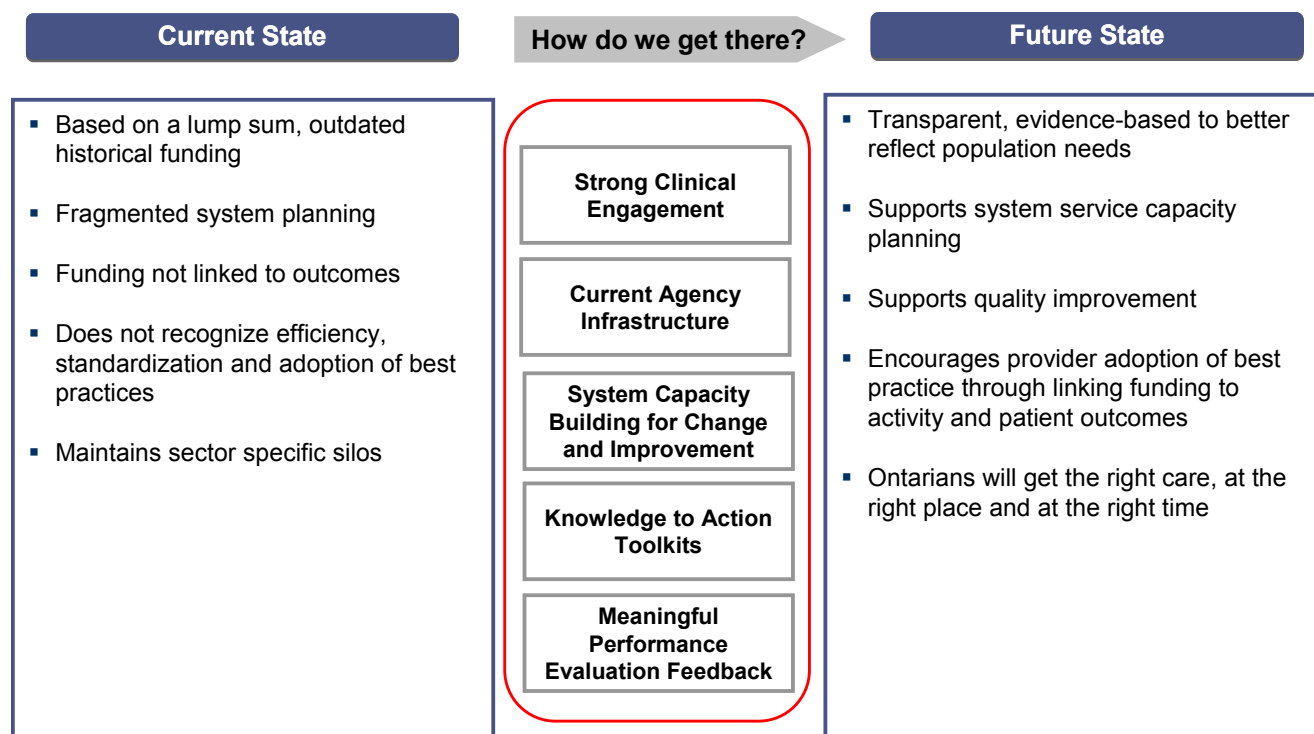 Current State
How do we get there?
Future State
▪ Based on a lump sum, outdated
historical funding
▪ Fragmented system planning
▪ Funding not linked to outcomes
▪ Does not recognize efficiency,
standardization and adoption of best
practices
▪ Maintains sector specific silos
Strong Clinical
Engagement
Current Agency
Infrastructure
System Capacity
Building for Change
and Improvement
Knowledge to Action
Toolkits
Meaningful
Performance
Evaluation Feedback
▪ Transparent, evidence-based to better
reflect population needs
▪ Supports system service capacity
planning
▪ Supports quality improvement
▪ Encourages provider adoption of best
practice through linking funding to
activity and patient outcomes
▪ Ontarians will get the right care, at the
right place and at the right time